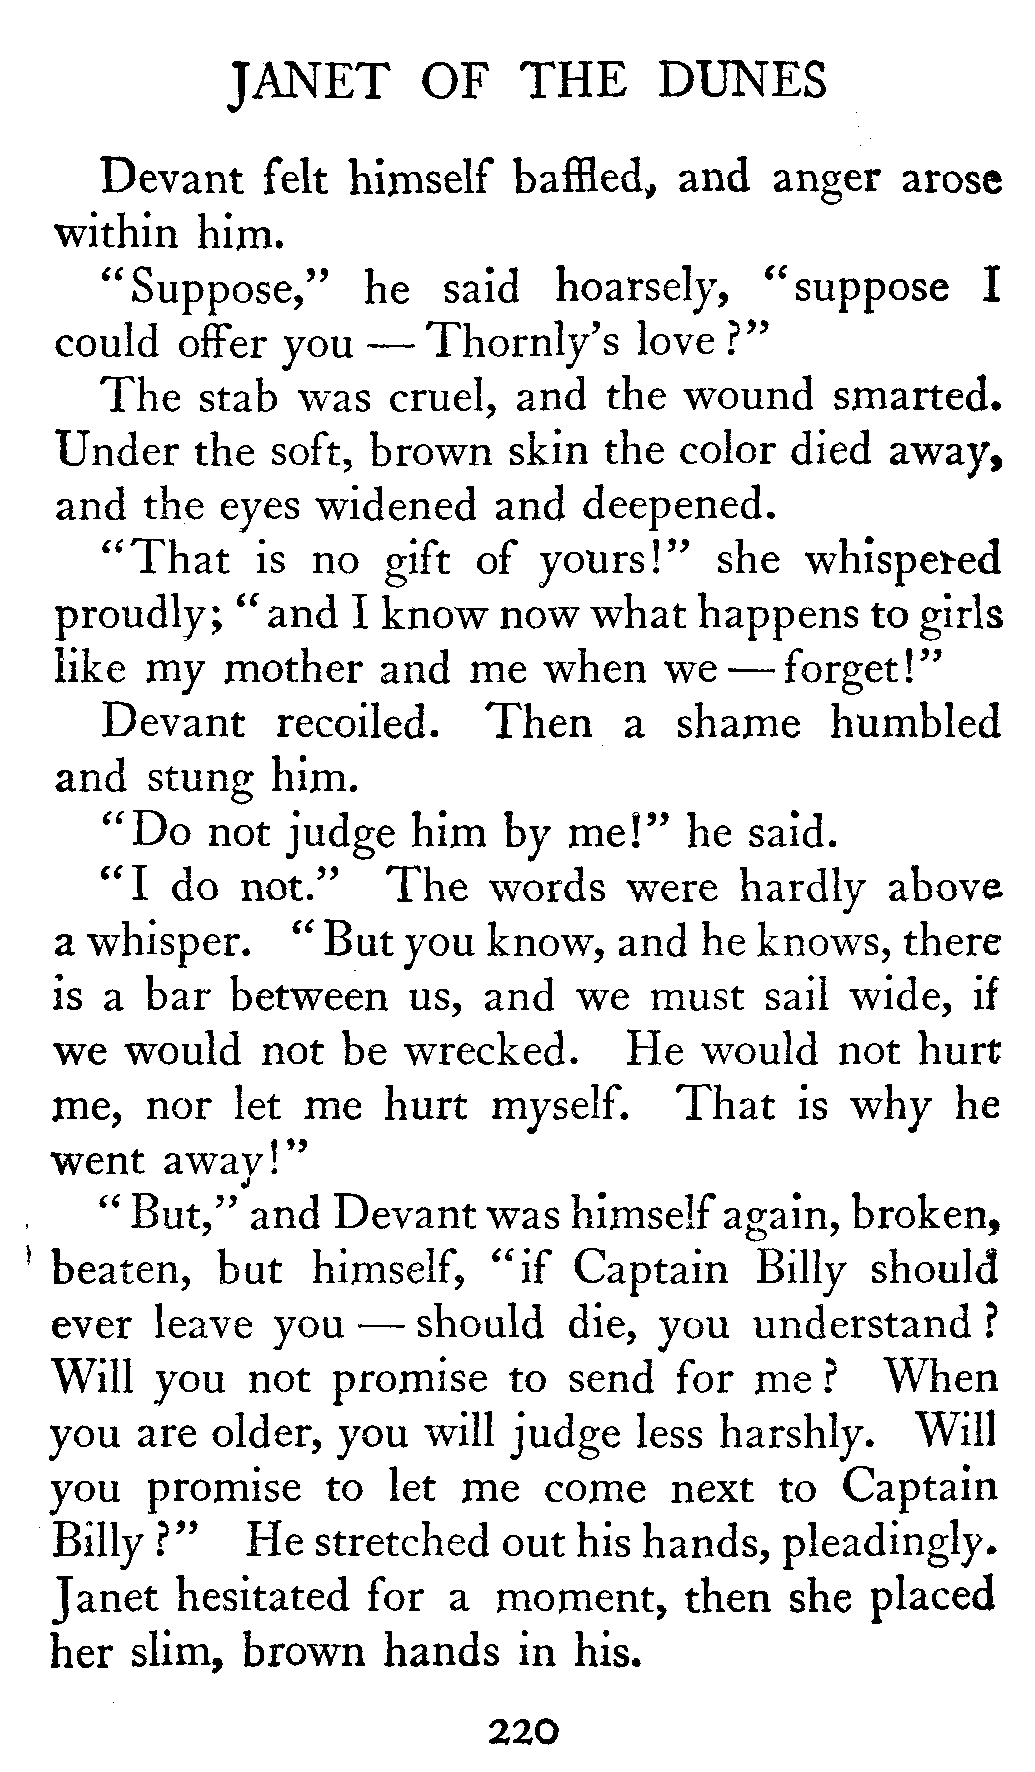 JANET OF THE DUNES
Devant felt himself baffled, and anger arose
within him.
"Suppose," he said hoarsely, "suppose I
could offer you — Thornly's love?"
The stab was cruel, and the wound smarted.
Under the soft, brown skin the color died away,
and the eyes widened and deepened.
"That is no gift of yours!" she whispered
proudly; "and I know now what happens to girls
like my mother and me when we — forget!"
Devant recoiled. Then a shame humbled
and stung him.
"Do not judge him by me!" he said.
"I do not." The words were hardly above
a whisper. "But you know, and he knows, there
is a bar between us, and we must sail wide, if
we would not be wrecked. He would not hurt
me, nor let me hurt myself. That is why he
went away!"
"But," and Devant was himself again, broken,
beaten, but himself, "if Captain Billy should
ever leave you — should die, you understand?
Will you not promise to send for me? When
you are older, you will judge less harshly. Will
you promise to let me come next to Captain
Billy?" He stretched out his hands, pleadingly.
Janet hesitated for a moment, then she placed
her slim, brown hands in his.
220